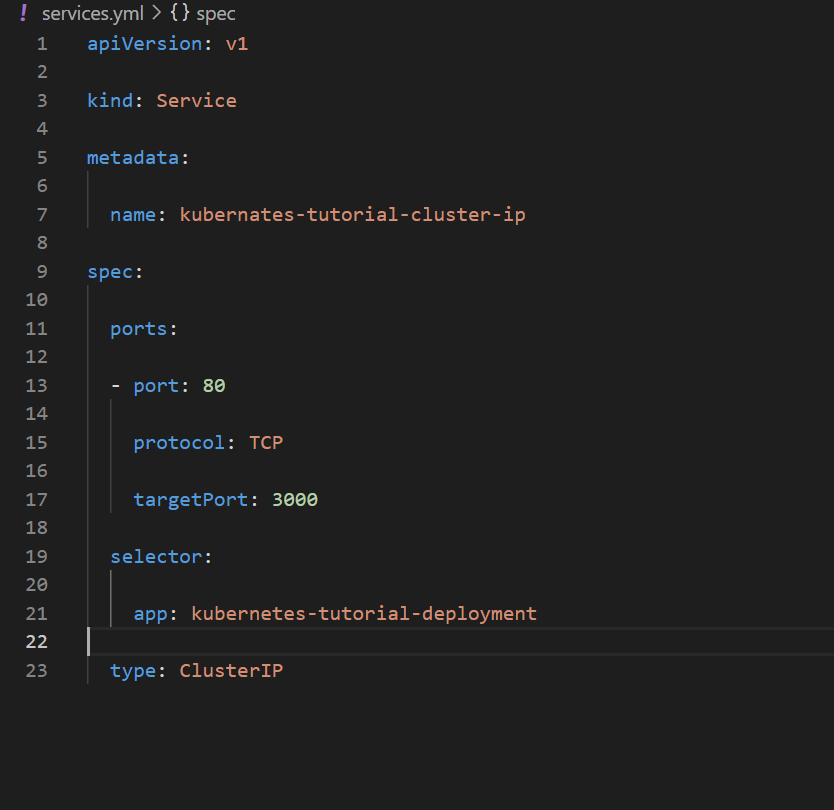 ! services.yml > {} spec
1 apiVersion: v1
2
3 kind: Service
4
5 metadata:
6
7   name: kubernates-tutorial-cluster-ip
8
9 spec:
10
11   ports:
12
13   - port: 80
14
15     protocol: TCP
16
17     targetPort: 3000
18
19   selector:
20
21     app: kubernetes-tutorial-deployment
22
23   type: ClusterIP